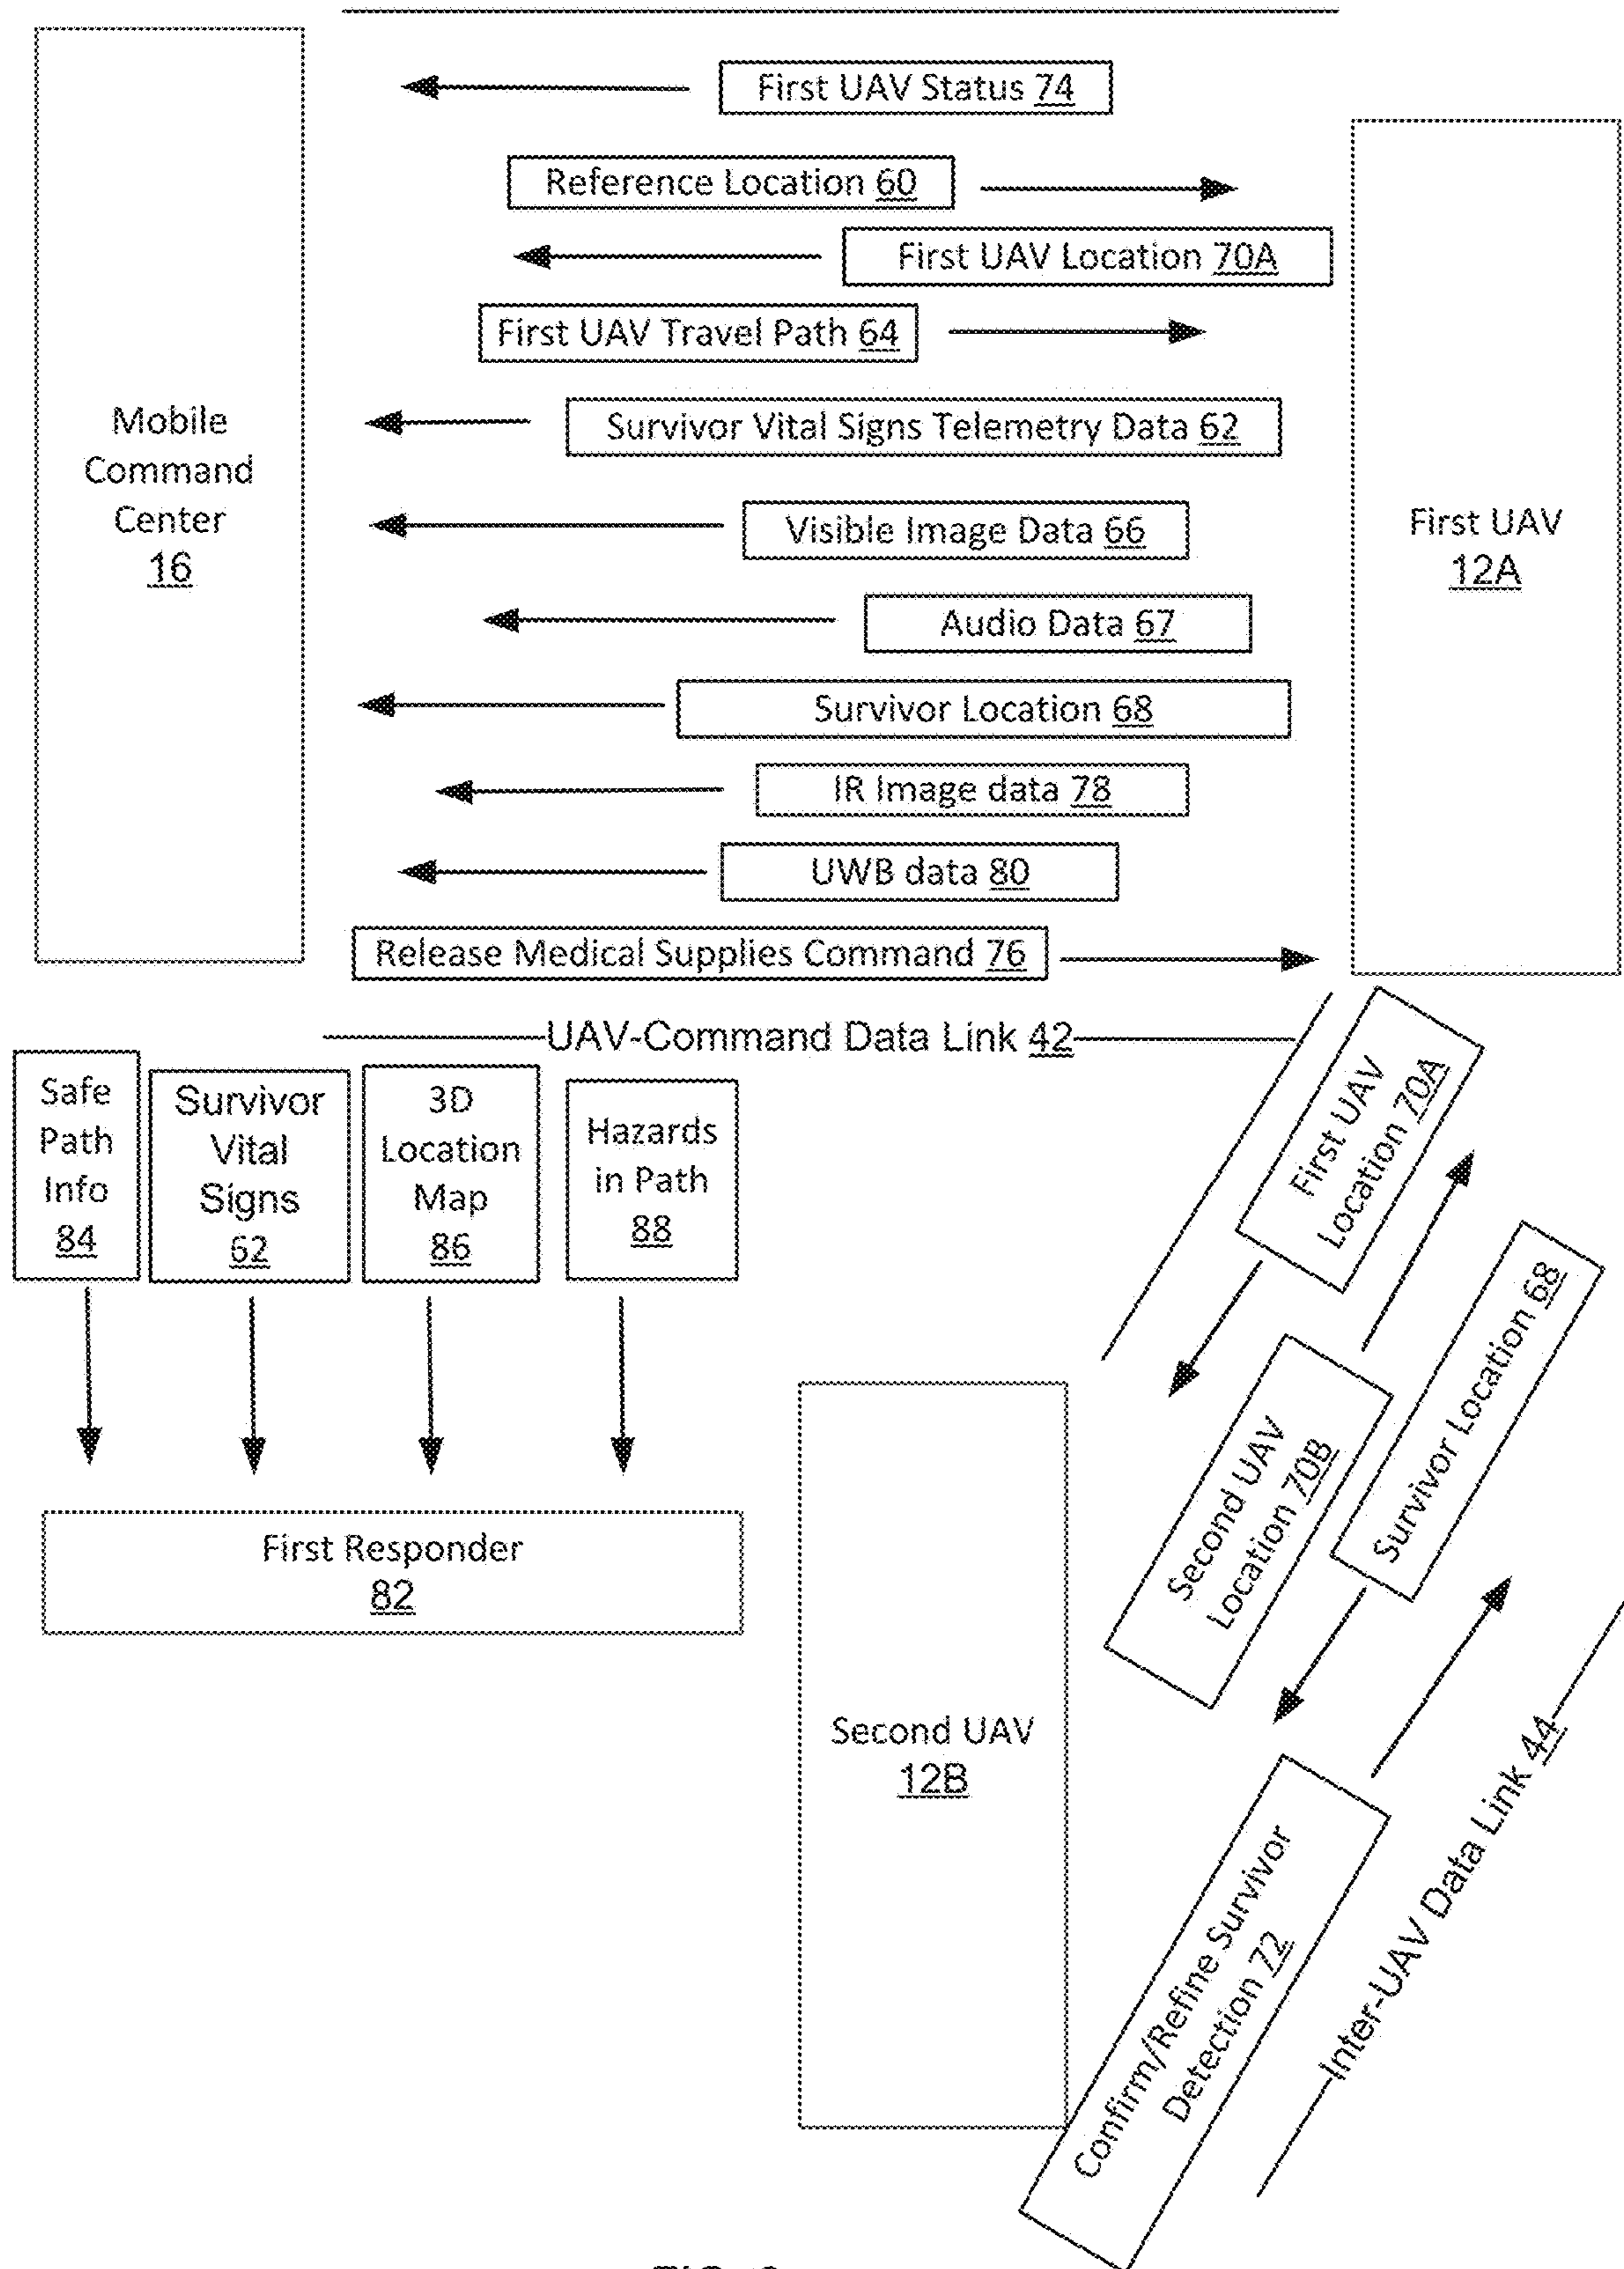 First UAV Status 74
Reference Location 60
First UAV Location 70A
First UAV Travel Path 64
Survivor Vital Signs Telemetry Data 62
Visible Image Data 66
Audio Data 67
Survivor Location 68
IR Image data 78
UWB data 80
Release Medical Supplies Command 76
Mobile
Command
Center
16
First UAV
12A
UAV-Command Data Link 42
Safe
Path
Info
84
Survivor
Vital
Signs
62
3D
Location
Map
86
Hazards
in Path
88
First Responder
82
First UAV
Location 70A
Second UAV
Location 70B
Survivor Location 68
Second UAV
12B
Confirm/Refine Survivor
Detection 72
Inter-UAV Data Link 44